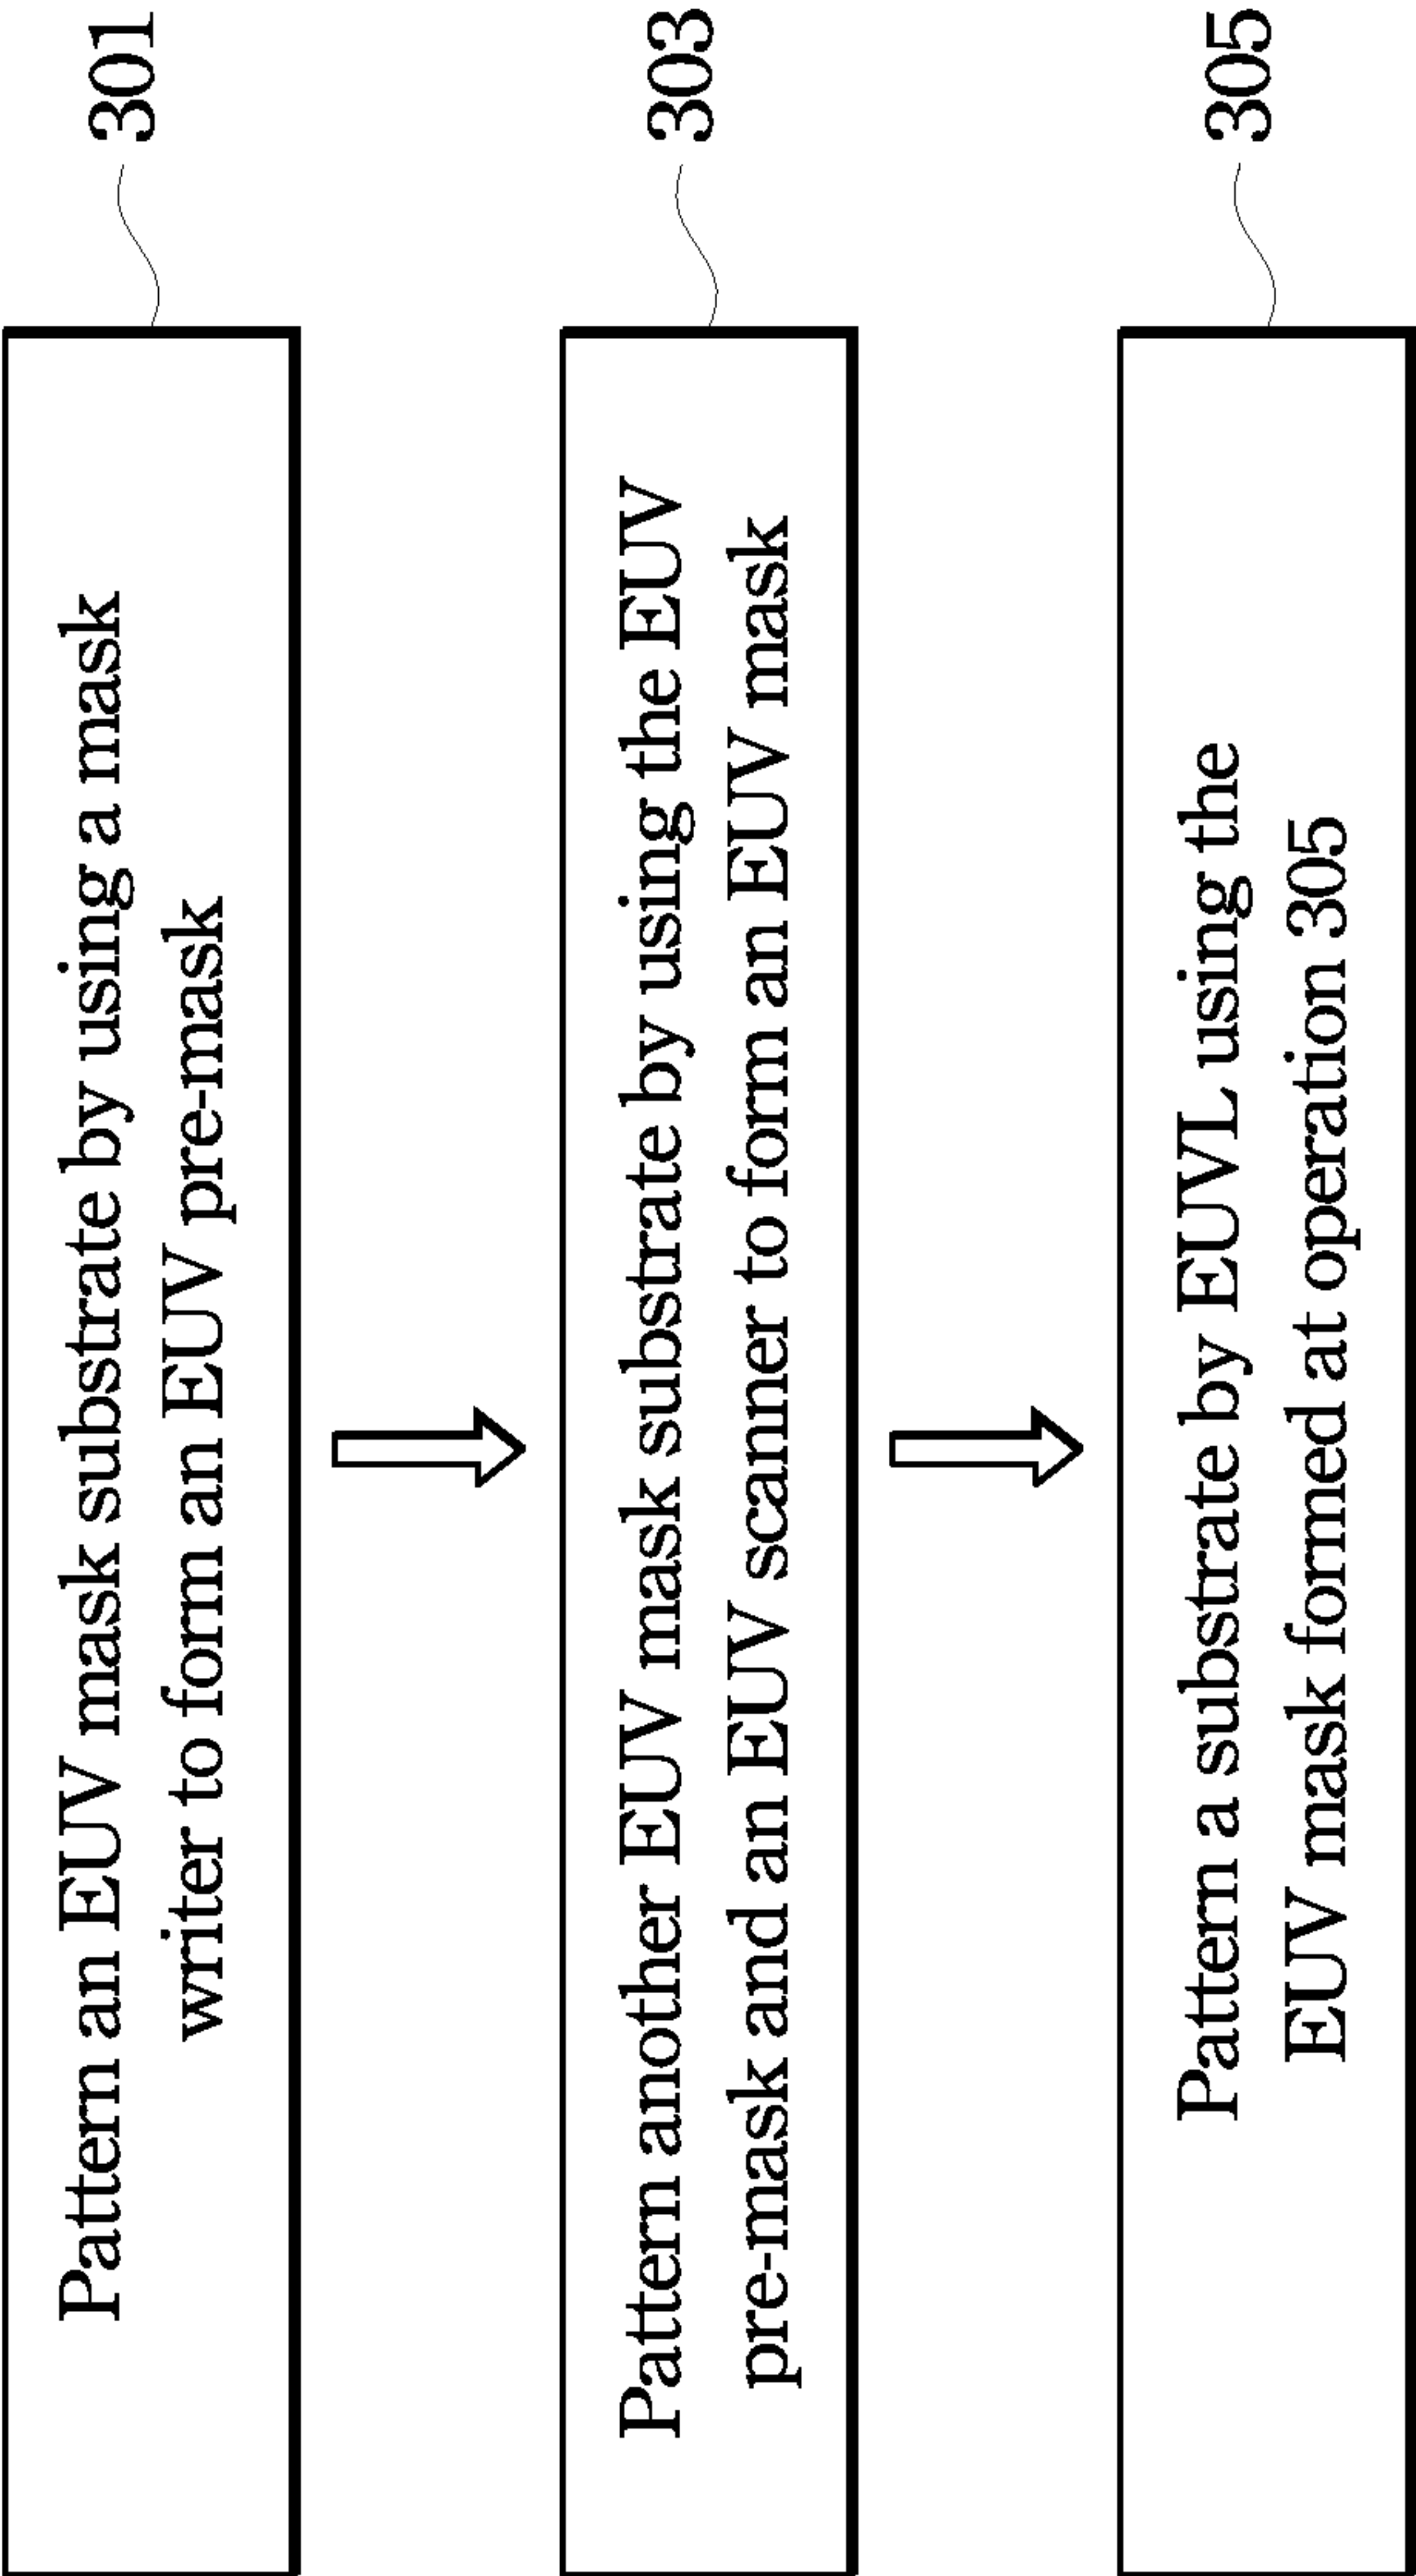 Pattern an EUV mask substrate by using a mask
writer to form an EUV pre-mask
301
Pattern another EUV mask substrate by using the EUV
pre-mask and an EUV scanner to form an EUV mask
303
Pattern a substrate by EUVL using the
EUV mask formed at operation 305
305